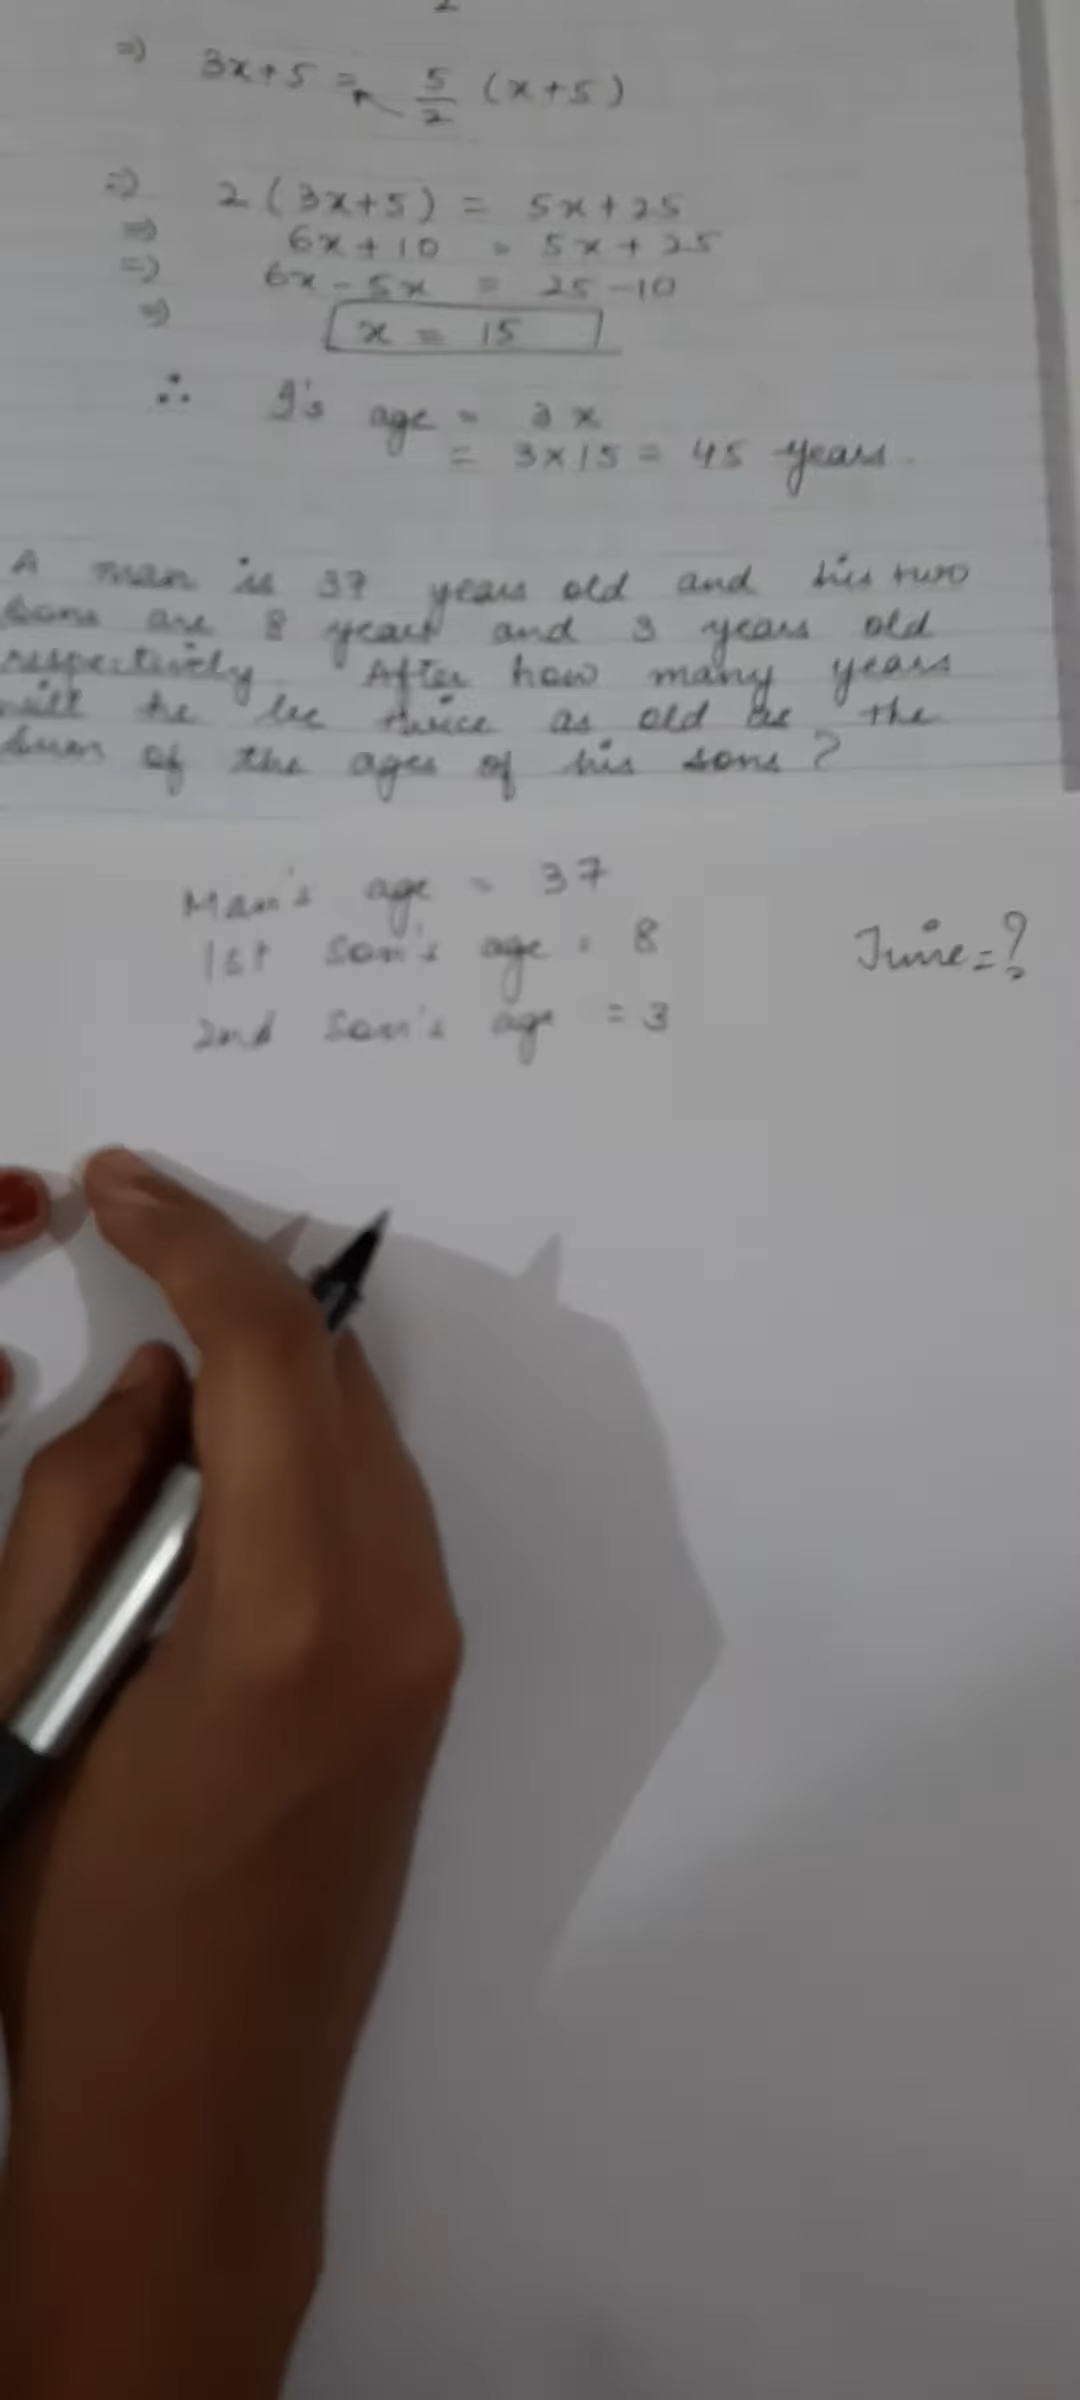 ⇒ 3x+5 = 5/2 (x+5)
⇒ 2 (3x+5) = 5x+25
⇒ 6x+10 = 5x+25
⇒ 6x-5x = 25-10
⇒ x = 15
∴ J's age = 3x
= 3×15 = 45 years.
A man is 37 years old and his two
sons are 8 years and 3 years old
respectively. After how many years
will he be twice as old as the
sum of the ages of his sons?
Man's age = 37
1st son's age = 8
Time=?
2nd son's age = 3